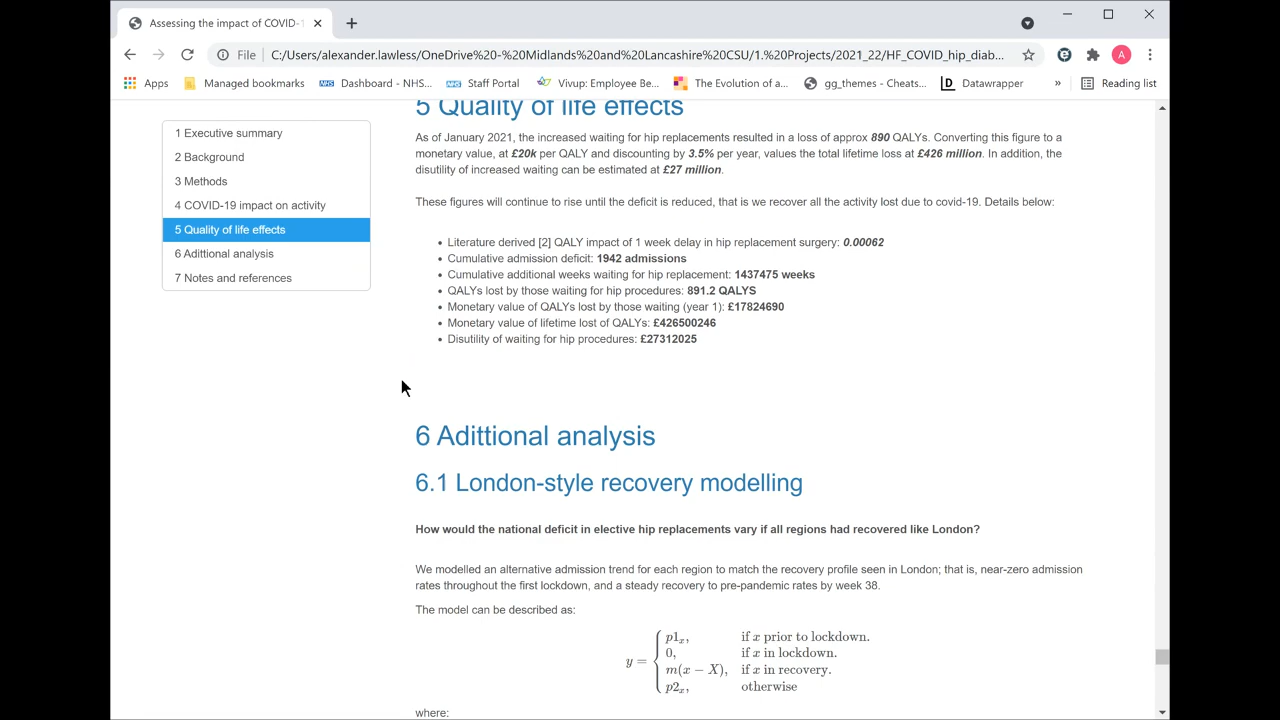 Assessing the impact of COVID-1
File
C:/Users/alexander.lawless/OneDrive%20-%20Midlands%20and%20Lancashire%20CSU/1.%20Projects/2021_22/HF_COVID_hip_diab...
A
Apps
Managed bookmarks
NHS
Dashboard - NHS...
NHS
Staff Portal
Vivup: Employee Be...
The Evolution of a...
gg_themes - Cheats...
D
Datawrapper
»
Reading list
1 Executive summary
2 Background
3 Methods
4 COVID-19 impact on activity
5 Quality of life effects
6 Adittional analysis
7 Notes and references
5 Quality of life effects
As of January 2021, the increased waiting for hip replacements resulted in a loss of approx 890 QALYs. Converting this figure to a
monetary value, at £20k per QALY and discounting by 3.5% per year, values the total lifetime loss at £426 million. In addition, the
disutility of increased waiting can be estimated at £27 million.
These figures will continue to rise until the deficit is reduced, that is we recover all the activity lost due to covid-19. Details below:
• Literature derived [2] QALY impact of 1 week delay in hip replacement surgery: 0.00062
• Cumulative admission deficit: 1942 admissions
• Cumulative additional weeks waiting for hip replacement: 1437475 weeks
• QALYs lost by those waiting for hip procedures: 891.2 QALYS
• Monetary value of QALYs lost by those waiting (year 1): £17824690
• Monetary value of lifetime lost of QALYs: £426500246
• Disutility of waiting for hip procedures: £27312025
6 Adittional analysis
6.1 London-style recovery modelling
How would the national deficit in elective hip replacements vary if all regions had recovered like London?
We modelled an alternative admission trend for each region to match the recovery profile seen in London; that is, near-zero admission
rates throughout the first lockdown, and a steady recovery to pre-pandemic rates by week 38.
The model can be described as:
y = { p1ₓ, if x prior to lockdown.
0, if x in lockdown.
m(x − X), if x in recovery.
p2ₓ, otherwise
where: